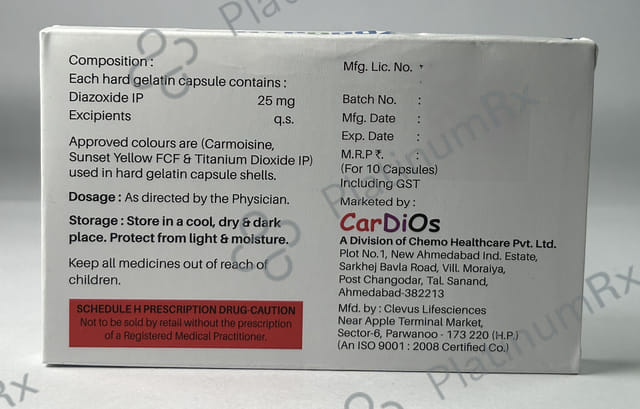 Composition :
Each hard gelatin capsule contains :
Diazoxide IP 25 mg
Excipients q.s.
Approved colours are (Carmoisine,
Sunset Yellow FCF & Titanium Dioxide IP)
used in hard gelatin capsule shells.
Dosage : As directed by the Physician.
Storage : Store in a cool, dry & dark
place. Protect from light & moisture.
Keep all medicines out of reach of
children.
SCHEDULE H PRESCRIPTION DRUG-CAUTION
Not to be sold by retail without the prescription
of a Registered Medical Practitioner.
Mfg. Lic. No.
Batch No. :
Mfg. Date :
Exp. Date :
M.R.P ₹. :
(For 10 Capsules)
Including GST
Marketed by :
CarDiOs
A Division of Chemo Healthcare Pvt. Ltd.
Plot No.1, New Ahmedabad Ind. Estate,
Sarkhej Bavla Road, Vill. Moraiya,
Post Changodar, Tal. Sanand,
Ahmedabad-382213
Mfd. by : Clevus Lifesciences
Near Apple Terminal Market,
Sector-6, Parwanoo - 173 220 (H.P.)
(An ISO 9001 : 2008 Certified Co.)
PlatinumRx
PlatinumRx
PlatinumRx